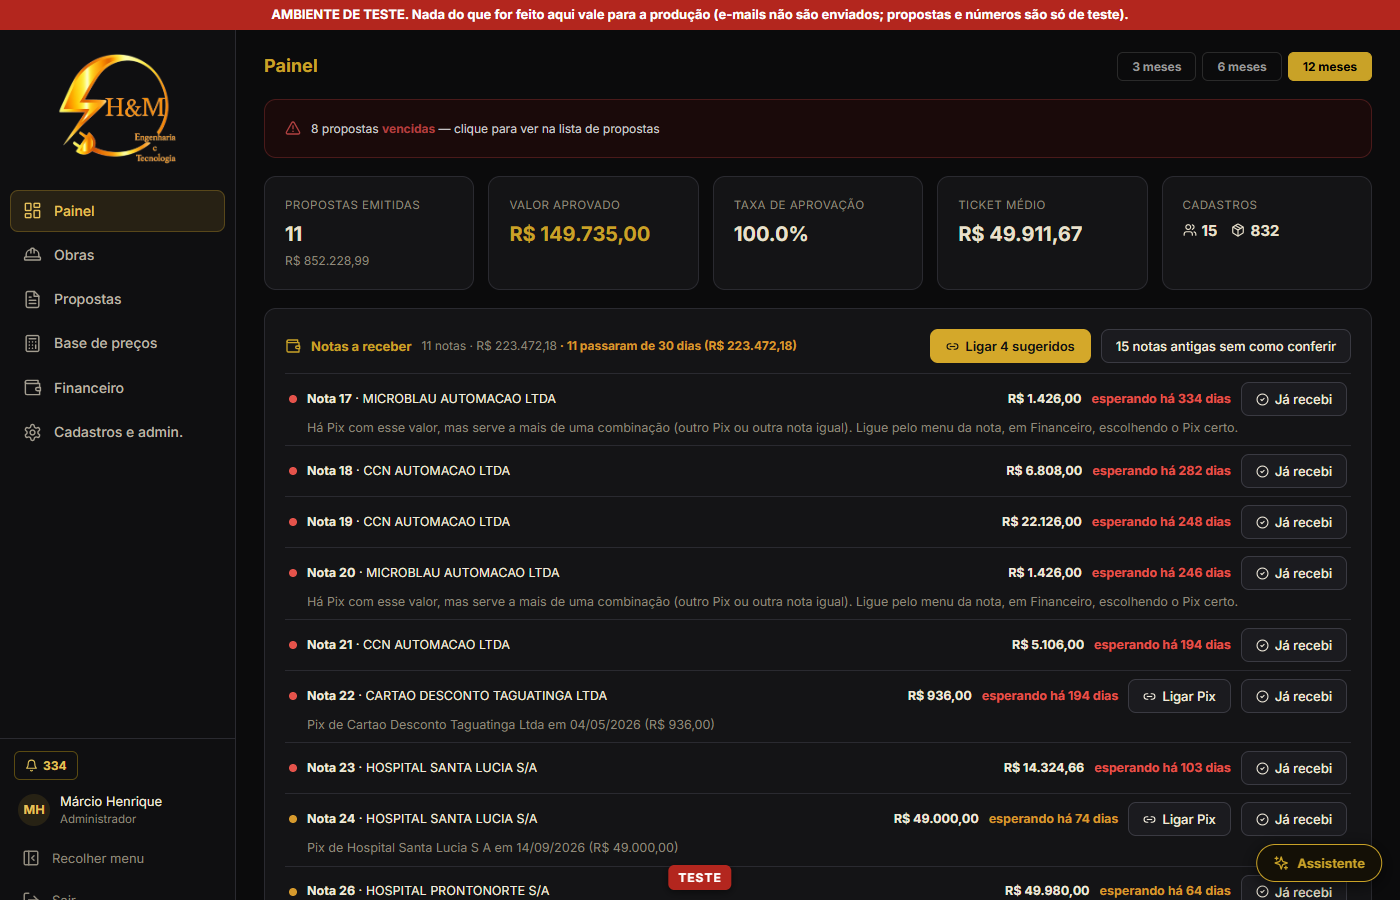 AMBIENTE DE TESTE. Nada do que for feito aqui vale para a produção (e-mails não são enviados; propostas e números são só de teste).
H&M
Engenharia
e
Tecnologia
Painel
Obras
Propostas
Base de preços
Financeiro
Cadastros e admin.
334
MH
Márcio Henrique
Administrador
Recolher menu
Sair
Painel
3 meses
6 meses
12 meses
8 propostas vencidas — clique para ver na lista de propostas
PROPOSTAS EMITIDAS
11
R$ 852.228,99
VALOR APROVADO
R$ 149.735,00
TAXA DE APROVAÇÃO
100.0%
TICKET MÉDIO
R$ 49.911,67
CADASTROS
15 832
Notas a receber 11 notas · R$ 223.472,18 · 11 passaram de 30 dias (R$ 223.472,18)
Ligar 4 sugeridos
15 notas antigas sem como conferir
Nota 17 · MICROBLAU AUTOMACAO LTDA R$ 1.426,00 esperando há 334 dias Já recebi
Há Pix com esse valor, mas serve a mais de uma combinação (outro Pix ou outra nota igual). Ligue pelo menu da nota, em Financeiro, escolhendo o Pix certo.
Nota 18 · CCN AUTOMACAO LTDA R$ 6.808,00 esperando há 282 dias Já recebi
Nota 19 · CCN AUTOMACAO LTDA R$ 22.126,00 esperando há 248 dias Já recebi
Nota 20 · MICROBLAU AUTOMACAO LTDA R$ 1.426,00 esperando há 246 dias Já recebi
Há Pix com esse valor, mas serve a mais de uma combinação (outro Pix ou outra nota igual). Ligue pelo menu da nota, em Financeiro, escolhendo o Pix certo.
Nota 21 · CCN AUTOMACAO LTDA R$ 5.106,00 esperando há 194 dias Já recebi
Nota 22 · CARTAO DESCONTO TAGUATINGA LTDA R$ 936,00 esperando há 194 dias Ligar Pix Já recebi
Pix de Cartao Desconto Taguatinga Ltda em 04/05/2026 (R$ 936,00)
Nota 23 · HOSPITAL SANTA LUCIA S/A R$ 14.324,66 esperando há 103 dias Já recebi
Nota 24 · HOSPITAL SANTA LUCIA S/A R$ 49.000,00 esperando há 74 dias Ligar Pix Já recebi
Pix de Hospital Santa Lucia S A em 14/09/2026 (R$ 49.000,00)
Nota 26 · HOSPITAL PRONTONORTE S/A R$ 49.980,00 esperando há 64 dias Já recebi
TESTE
Assistente